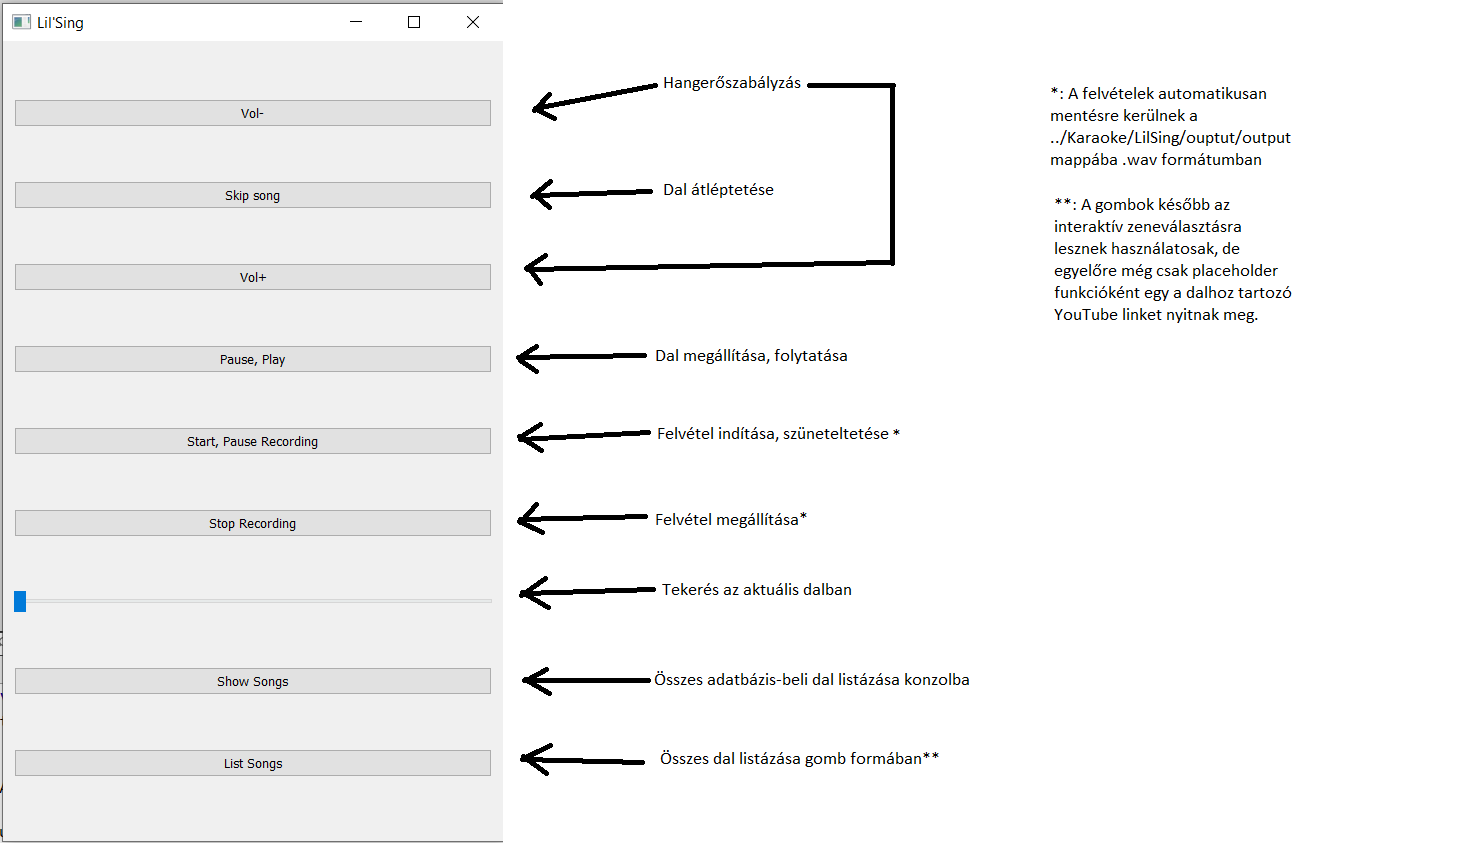 Lil'Sing
Vol-
Skip song
Vol+
Pause, Play
Start, Pause Recording
Stop Recording
Show Songs
List Songs
Hangerőszabályzás
Dal átléptetése
Dal megállítása, folytatása
Felvétel indítása, szüneteltetése *
Felvétel megállítása*
Tekerés az aktuális dalban
Összes adatbázis-beli dal listázása konzolba
Összes dal listázása gomb formában**
*: A felvételek automatikusan
mentésre kerülnek a
../Karaoke/LilSing/ouptut/output
mappába .wav formátumban
**: A gombok később az
interaktív zeneválasztásra
lesznek használatosak, de
egyelőre még csak placeholder
funkcióként egy a dalhoz tartozó
YouTube linket nyitnak meg.